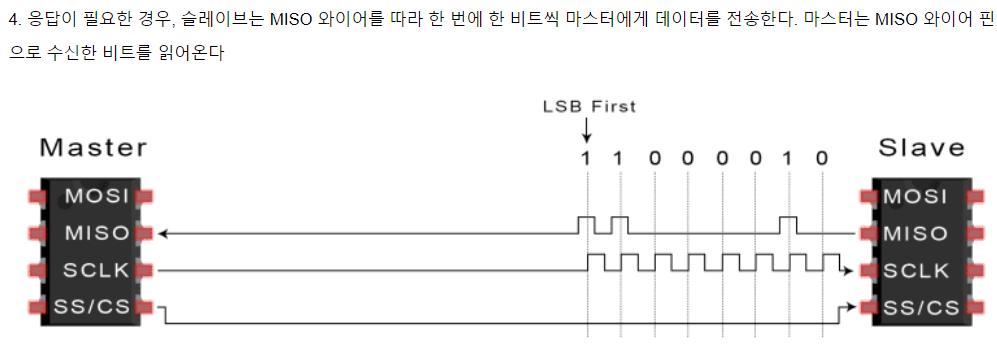 4. 응답이 필요한 경우, 슬레이브는 MISO 와이어를 따라 한 번에 한 비트씩 마스터에게 데이터를 전송한다. 마스터는 MISO 와이어 핀
으로 수신한 비트를 읽어온다
LSB First
1 1 0 0 0 0 1 0
Master
MOSI
MISO
SCLK
SS/CS
Slave
MOSI
MISO
SCLK
SS/CS